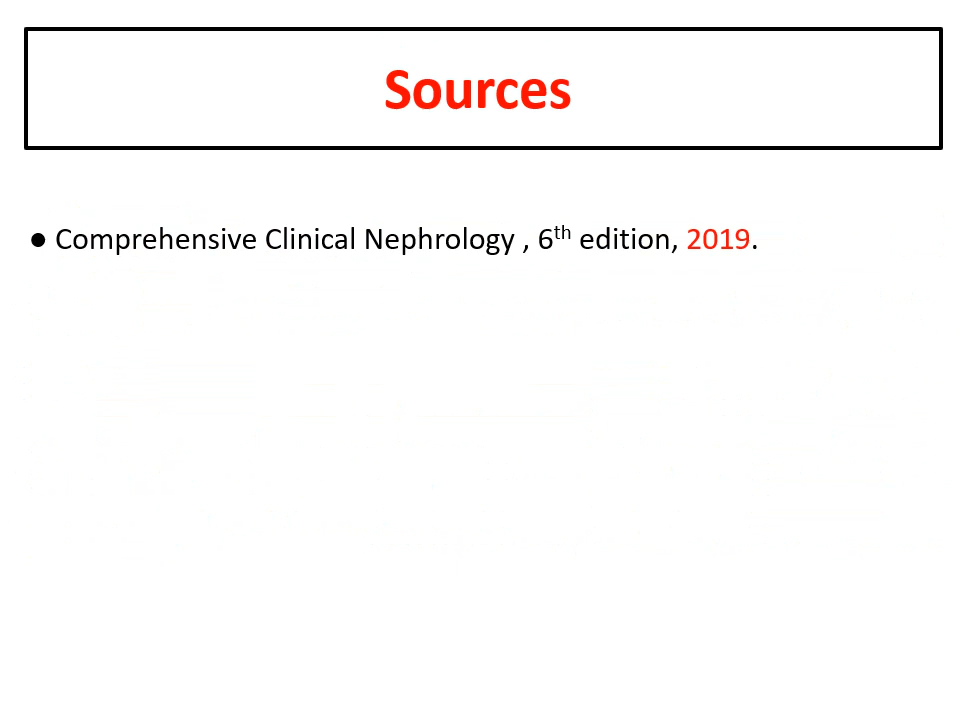 Sources
● Comprehensive Clinical Nephrology , 6th edition, 2019.